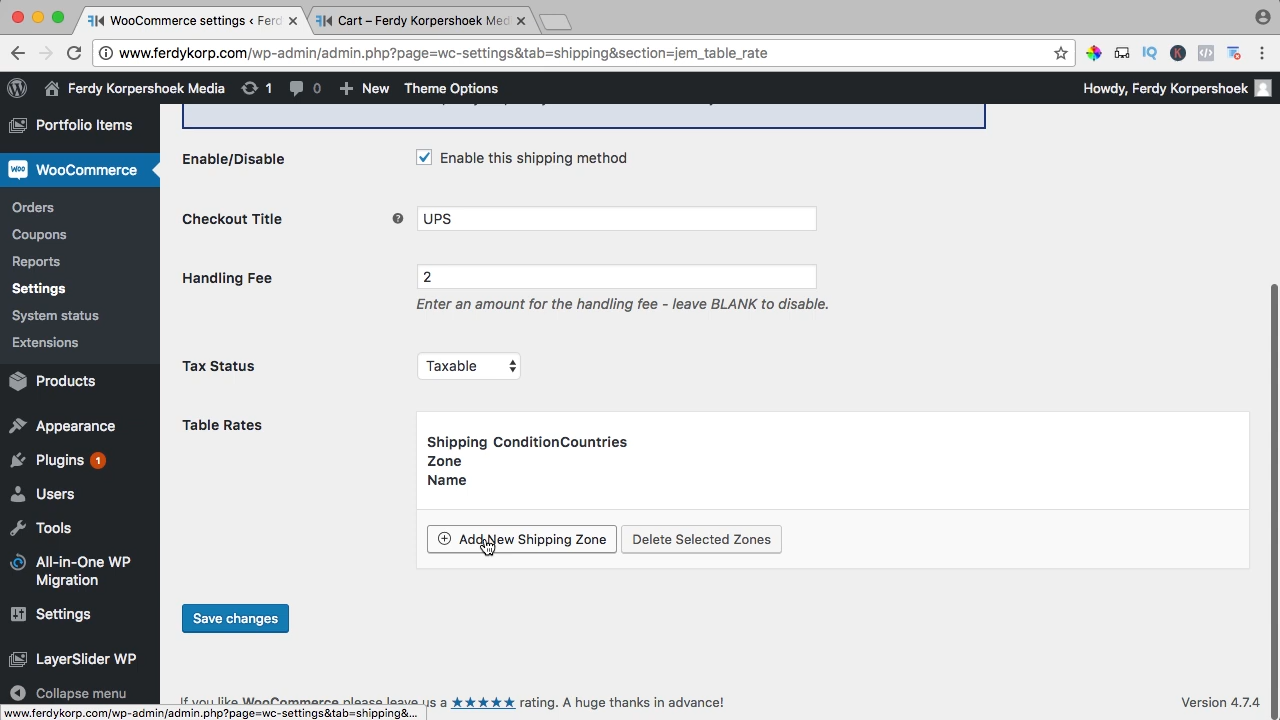 WooCommerce settings ‹ Ferd
Cart – Ferdy Korpershoek Med
www.ferdykorp.com/wp-admin/admin.php?page=wc-settings&tab=shipping&section=jem_table_rate
Ferdy Korpershoek Media
1
0
New
Theme Options
Howdy, Ferdy Korpershoek
Portfolio Items
WooCommerce
Orders
Coupons
Reports
Settings
System status
Extensions
Products
Appearance
Plugins 1
Users
Tools
All-in-One WP
Migration
Settings
LayerSlider WP
Collapse menu
Enable/Disable
Enable this shipping method
Checkout Title
UPS
Handling Fee
2
Enter an amount for the handling fee - leave BLANK to disable.
Tax Status
Taxable
Table Rates
Shipping ConditionCountries
Zone
Name
Add New Shipping Zone
Delete Selected Zones
Save changes
If you like WooCommerce please leave us a ★★★★★ rating. A huge thanks in advance!
Version 4.7.4
www.ferdykorp.com/wp-admin/admin.php?page=wc-settings&tab=shipping&...